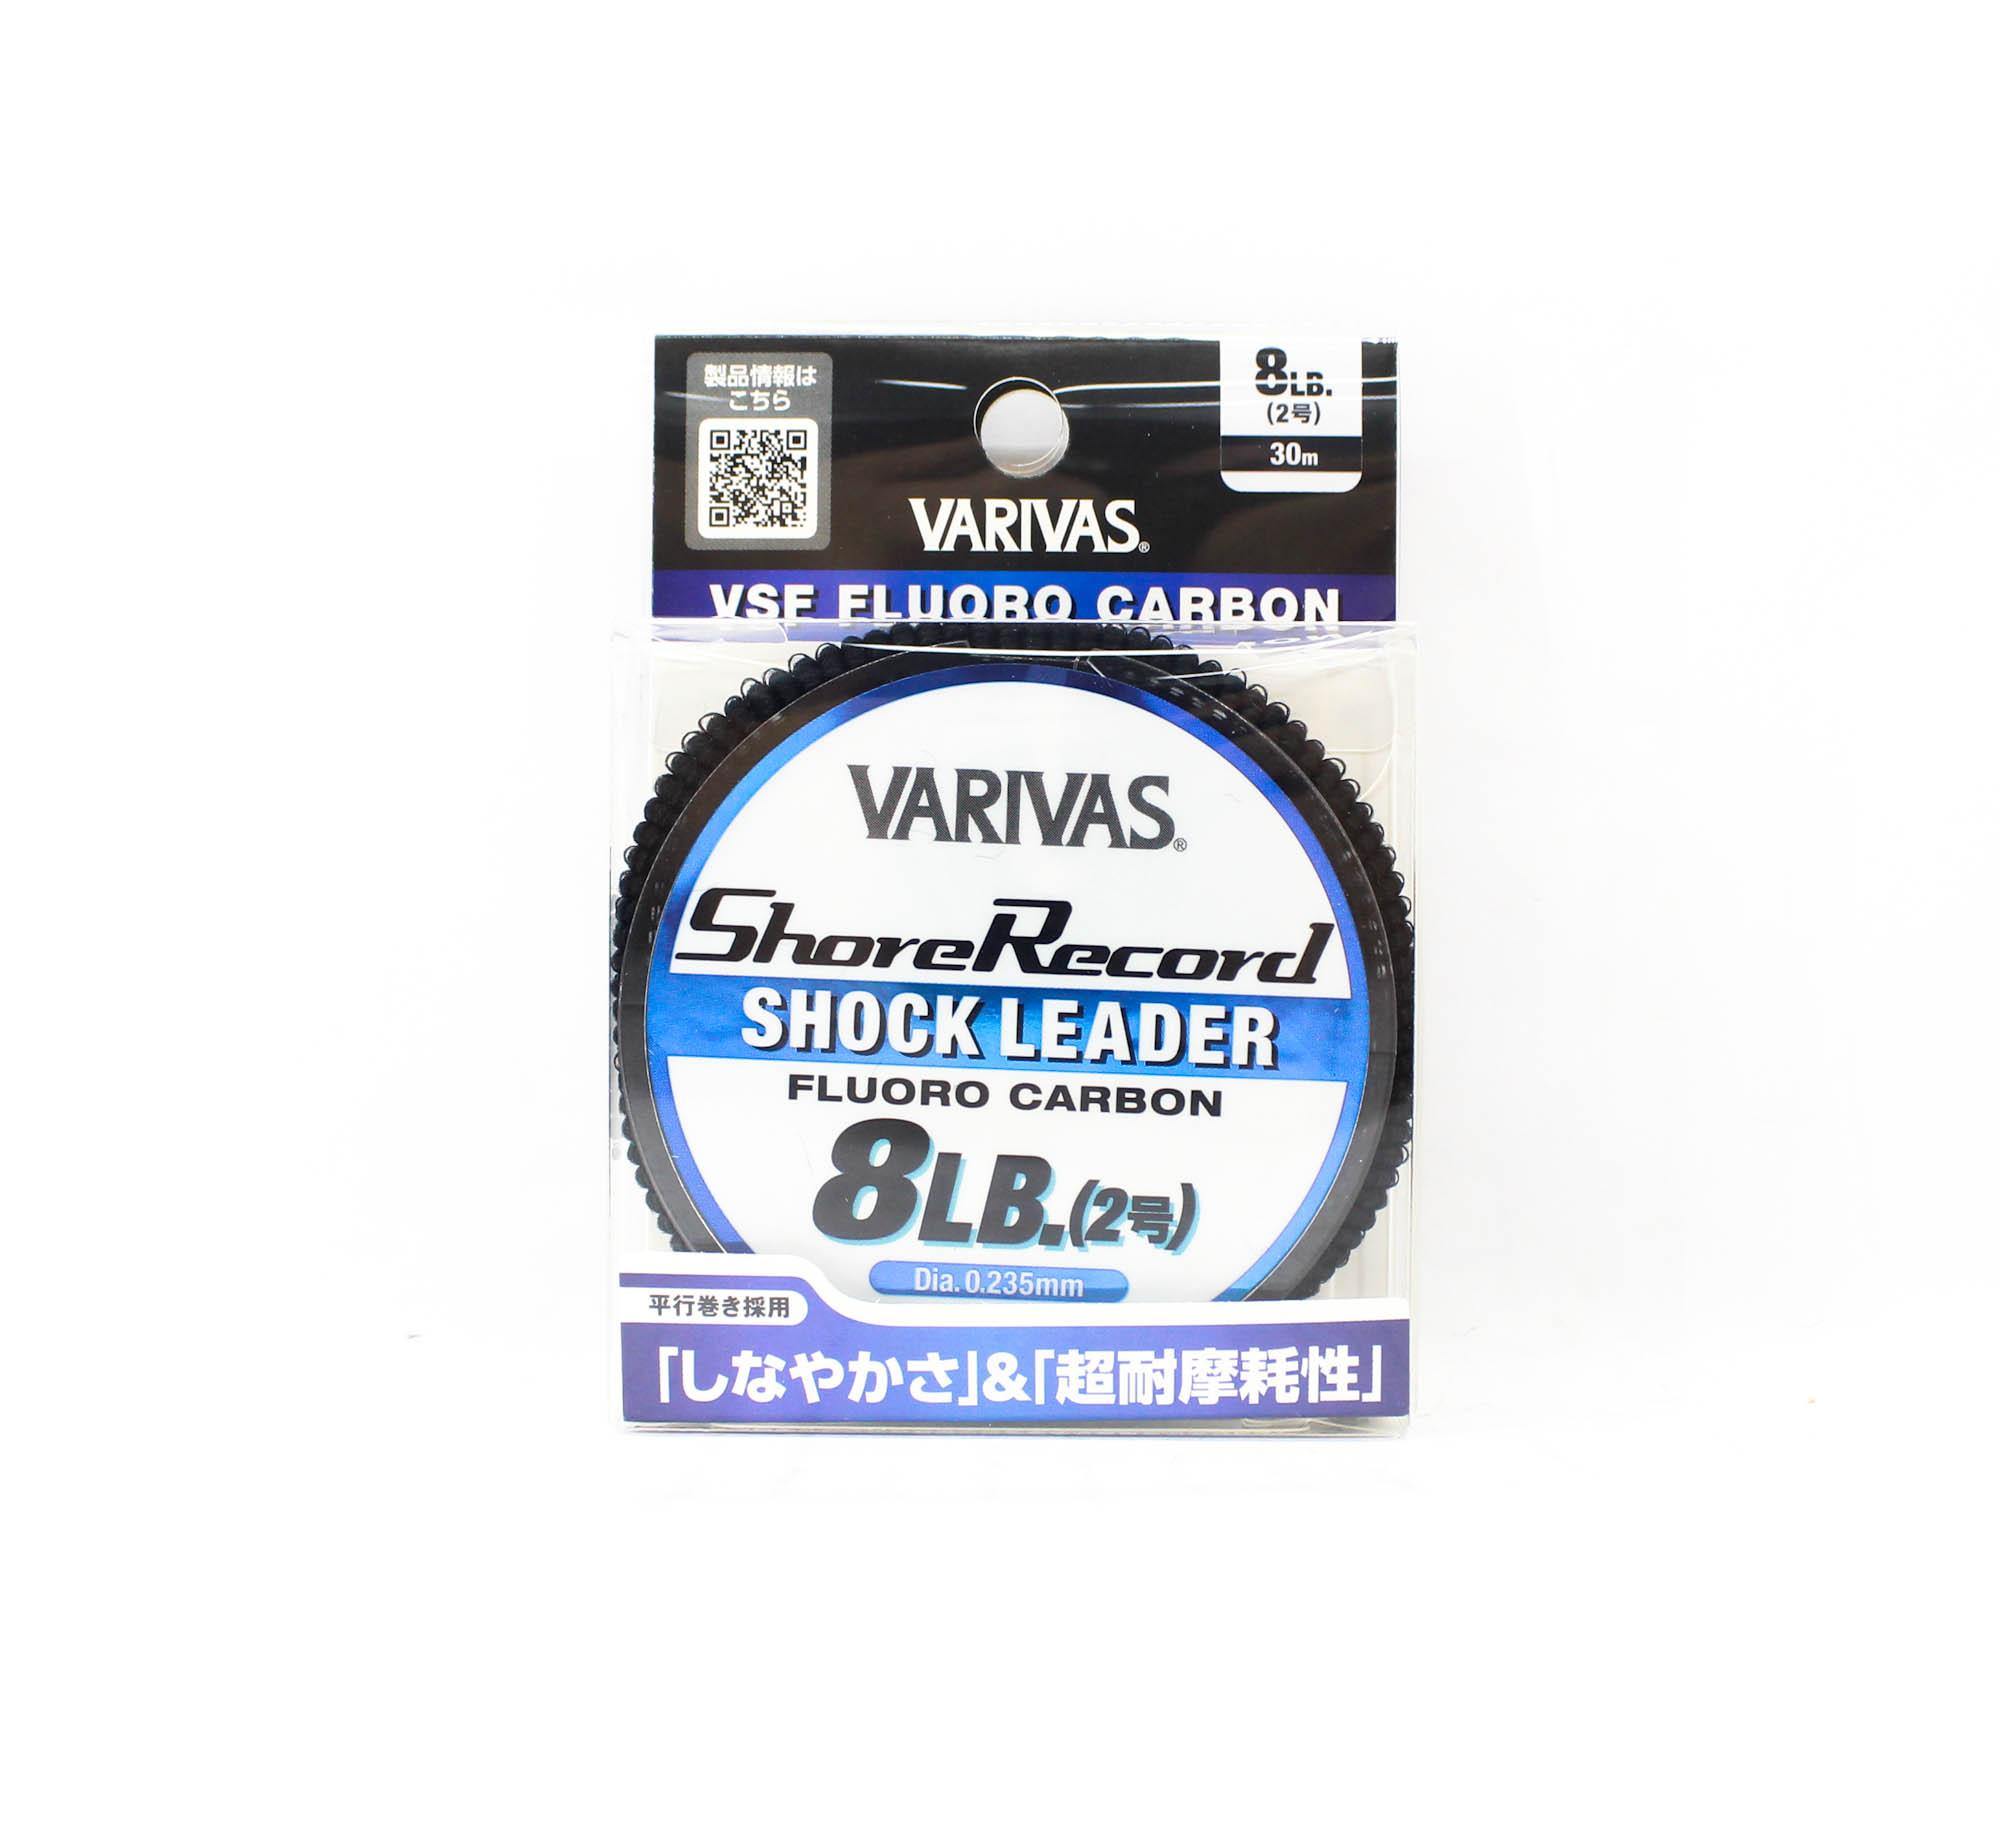 製品情報は
こちら
8LB.
(2号)
30m
VARIVAS®
VSF FLUORO CARBON
VARIVAS®
ShoreRecord
SHOCK LEADER
FLUORO CARBON
8LB.(2号)
Dia. 0.235mm
平行巻き採用
「しなやかさ」&「超耐摩耗性」